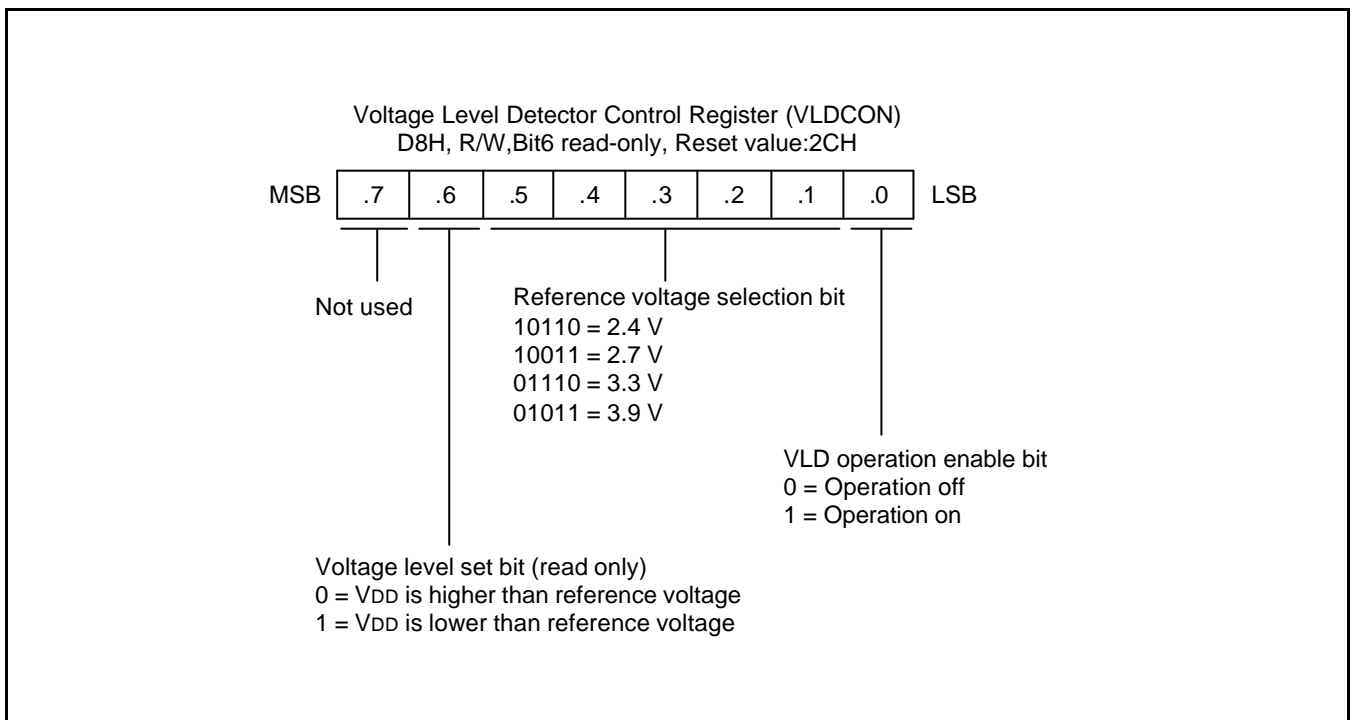 Voltage Level Detector Control Register (VLDCON)
D8H, R/W,Bit6 read-only, Reset value:2CH
MSB .7 .6 .5 .4 .3 .2 .1 .0 LSB
Not used
Reference voltage selection bit
10110 = 2.4 V
10011 = 2.7 V
01110 = 3.3 V
01011 = 3.9 V
VLD operation enable bit
0 = Operation off
1 = Operation on
Voltage level set bit (read only)
0 = VDD is higher than reference voltage
1 = VDD is lower than reference voltage